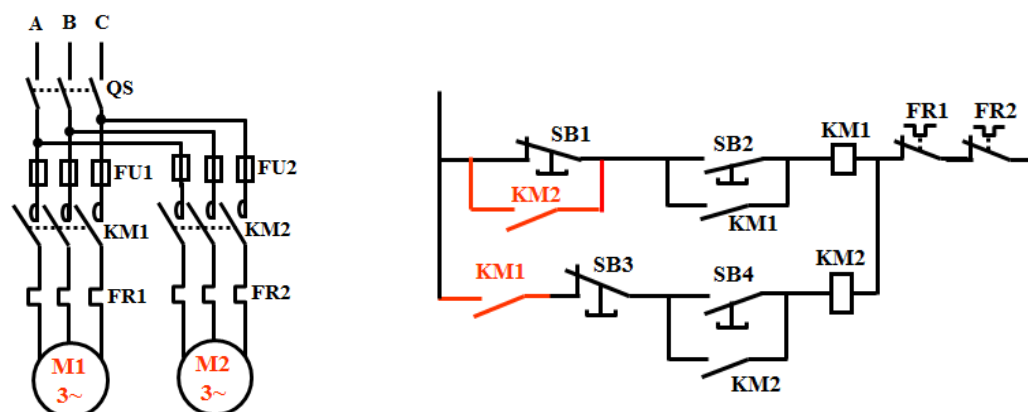 A B C
QS
FU1 FU2
KM1 KM2
FR1 FR2
M1 3~
M2 3~
SB1 SB2 KM1 FR1 FR2
KM2 KM1
KM1 SB3 SB4 KM2
KM2